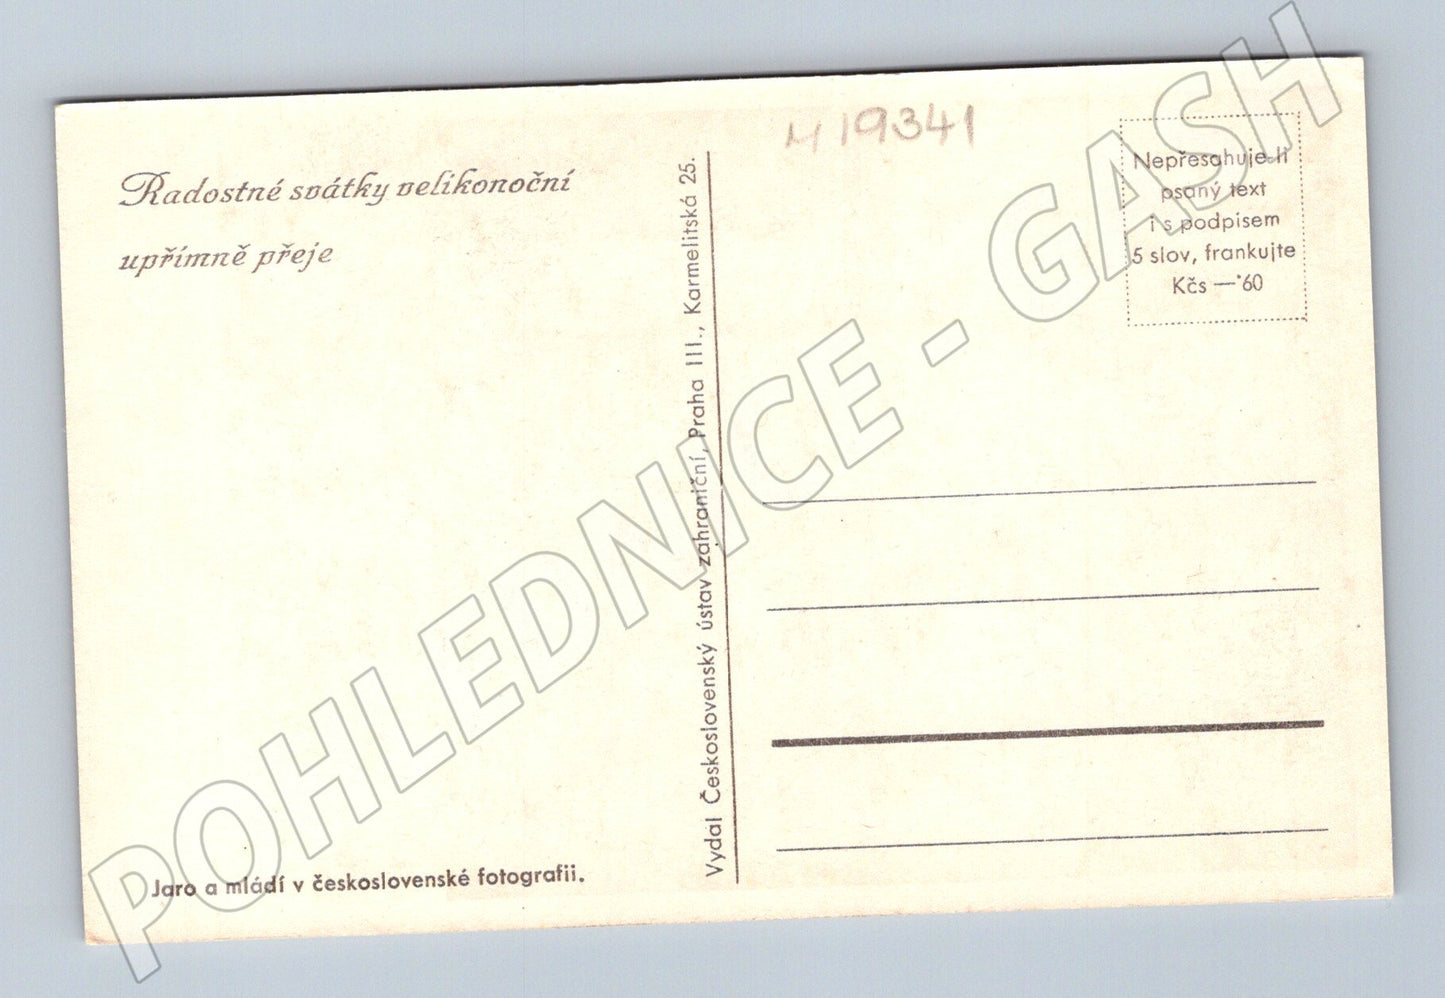 Radostné svátky velikonoční
upřímně přeje
Jaro a mládí v československé fotografii.
Vydal Československý ústav zahraniční, Praha III., Karmelitská 25.
M 19341
Nepřesahuje-li
psaný text
i s podpisem
5 slov, frankujte
Kčs —·60
POHLEDNICE - GASH